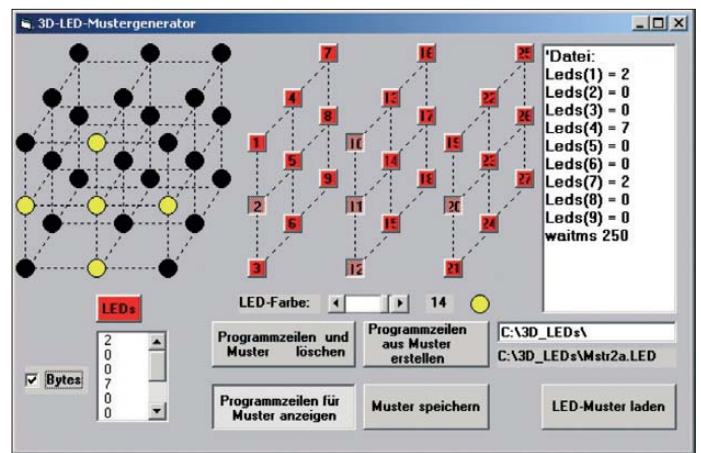 3D-LED-Mustergenerator
7
16
25
4
13
22
1
8
10
17
19
26
5
14
23
2
9
11
18
20
27
6
15
24
3
12
21
'Datei:
Leds(1) = 2
Leds(2) = 0
Leds(3) = 0
Leds(4) = 7
Leds(5) = 0
Leds(6) = 0
Leds(7) = 2
Leds(8) = 0
Leds(9) = 0
waitms 250
LEDs
LED-Farbe:
14
2
0
0
7
0
0
Bytes
Programmzeilen und
Muster löschen
Programmzeilen
aus Muster
erstellen
C:\3D_LEDs\
C:\3D_LEDs\Mstr2a.LED
Programmzeilen für
Muster anzeigen
Muster speichern
LED-Muster laden